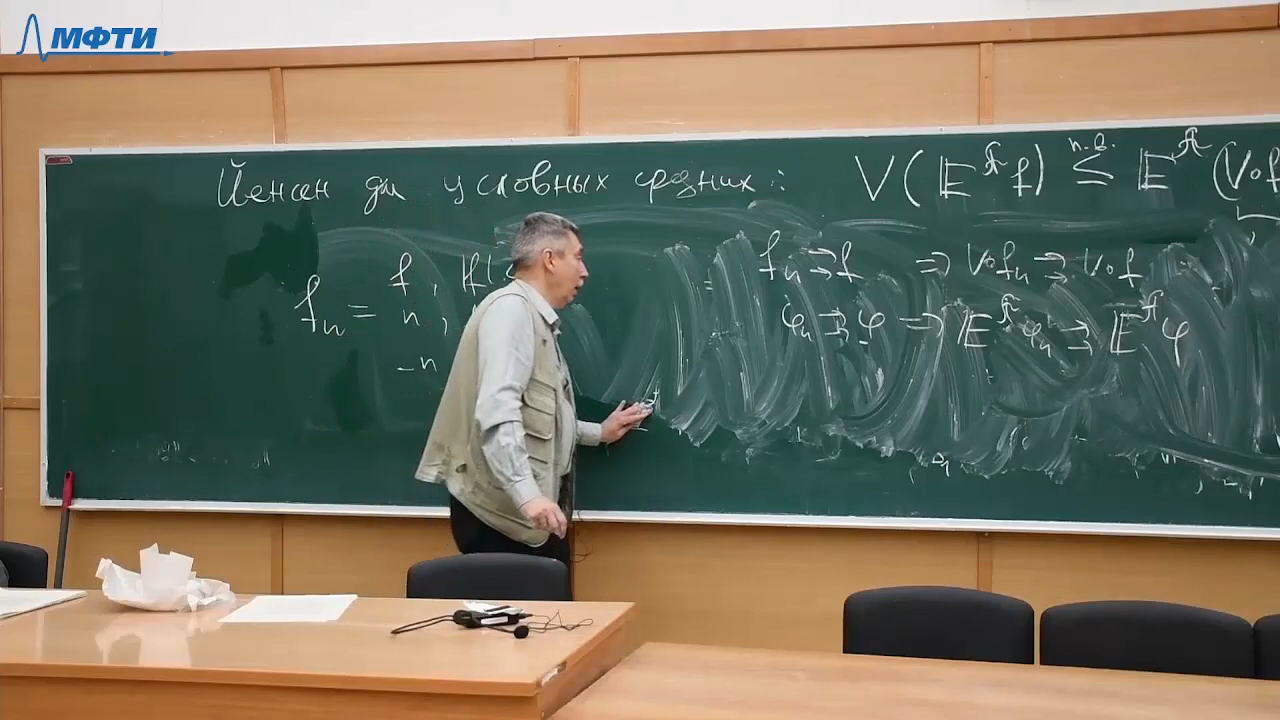 МФТИ
Йенсен для условных средних: V(𝔼^𝔄 f) ≤ п.в. 𝔼^𝔄 (V∘f
f_n ⇉ f ⇒ V∘f_n ⇉ V∘f
f_n = f, |f| ≤
n,
-n
φ_n ⇉ φ ⇒ 𝔼^𝔄 φ_n ⇉ 𝔼^𝔄 φ